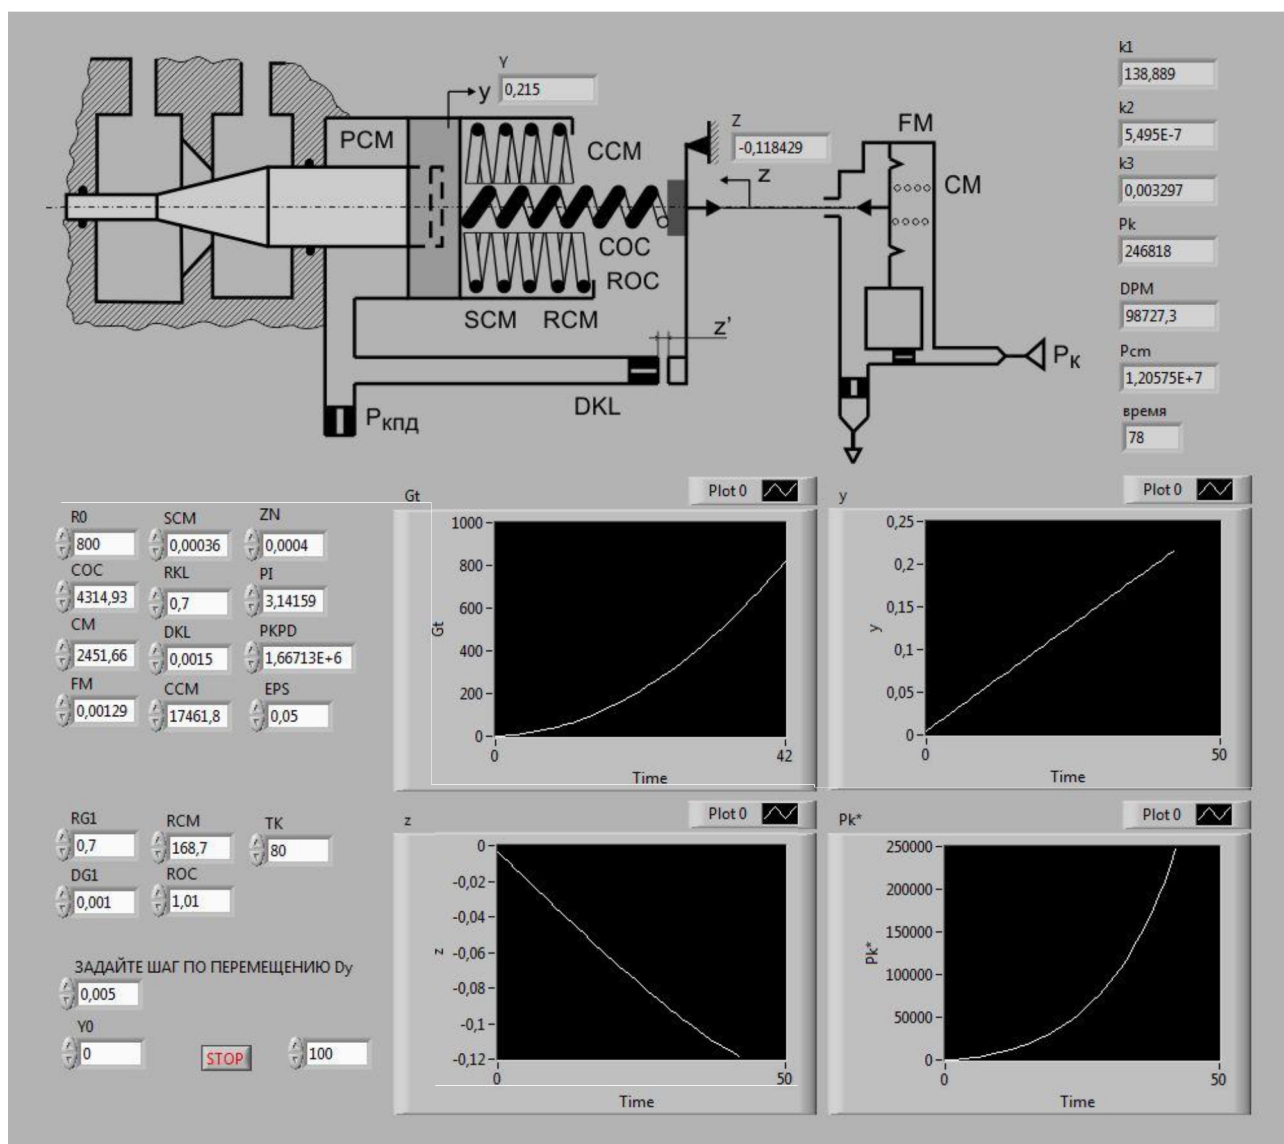 Y
y
0,215
PCM
CCM
COC
ROC
SCM
RCM
z'
DKL
Pкпд
Z
-0,118429
z
FM
CM
Pк
k1
138,889
k2
5,495E-7
k3
0,003297
Pk
246818
DPM
98727,3
Pcm
1,20575E+7
время
78
R0
800
SCM
0,00036
ZN
0,0004
COC
4314,93
RKL
0,7
PI
3,14159
CM
2451,66
DKL
0,0015
PKPD
1,66713E+6
FM
0,00129
CCM
17461,8
EPS
0,05
RG1
0,7
RCM
168,7
TK
80
DG1
0,001
ROC
1,01
ЗАДАЙТЕ ШАГ ПО ПЕРЕМЕЩЕНИЮ Dy
0,005
Y0
0
STOP
100
Gt
Plot 0
1000
800
600
400
200
0
Gt
0
42
Time
y
Plot 0
0,25
0,2
0,15
0,1
0,05
0
y
0
50
Time
z
Plot 0
0
-0,02
-0,04
-0,06
-0,08
-0,1
-0,12
z
0
50
Time
Pk*
Plot 0
250000
200000
150000
100000
50000
0
Pk*
0
50
Time